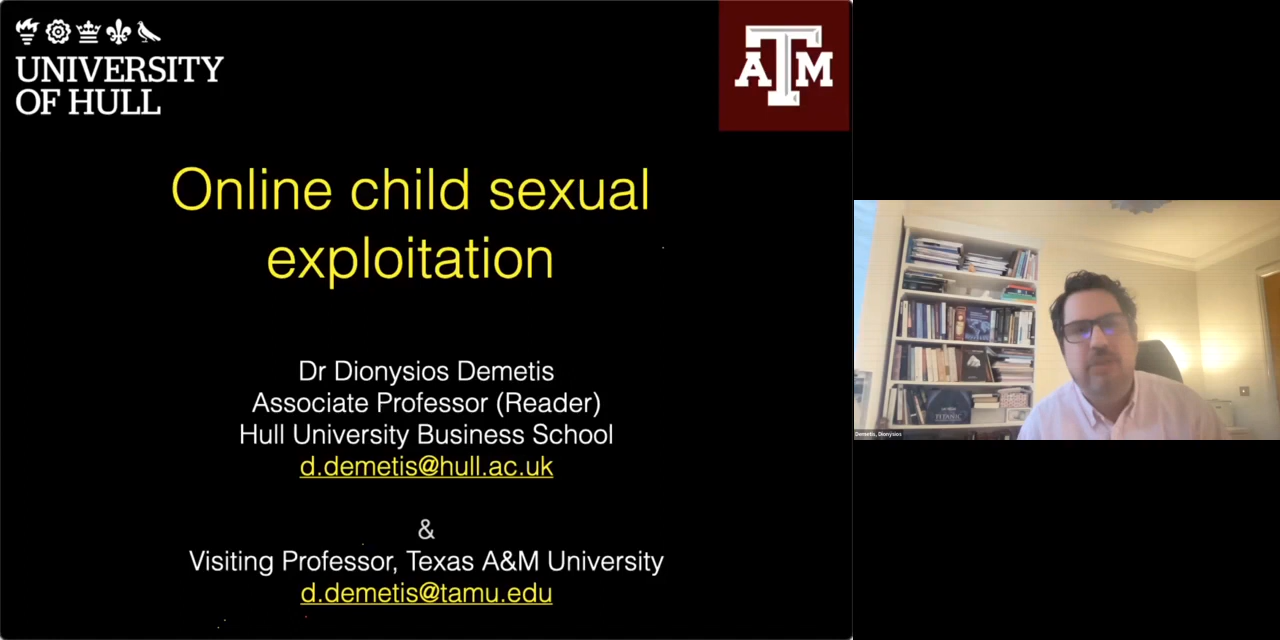 UNIVERSITY
OF HULL
A T M
Online child sexual
exploitation
Dr Dionysios Demetis
Associate Professor (Reader)
Hull University Business School
d.demetis@hull.ac.uk
&
Visiting Professor, Texas A&M University
d.demetis@tamu.edu
TITANIC
Demetis, Dionysios